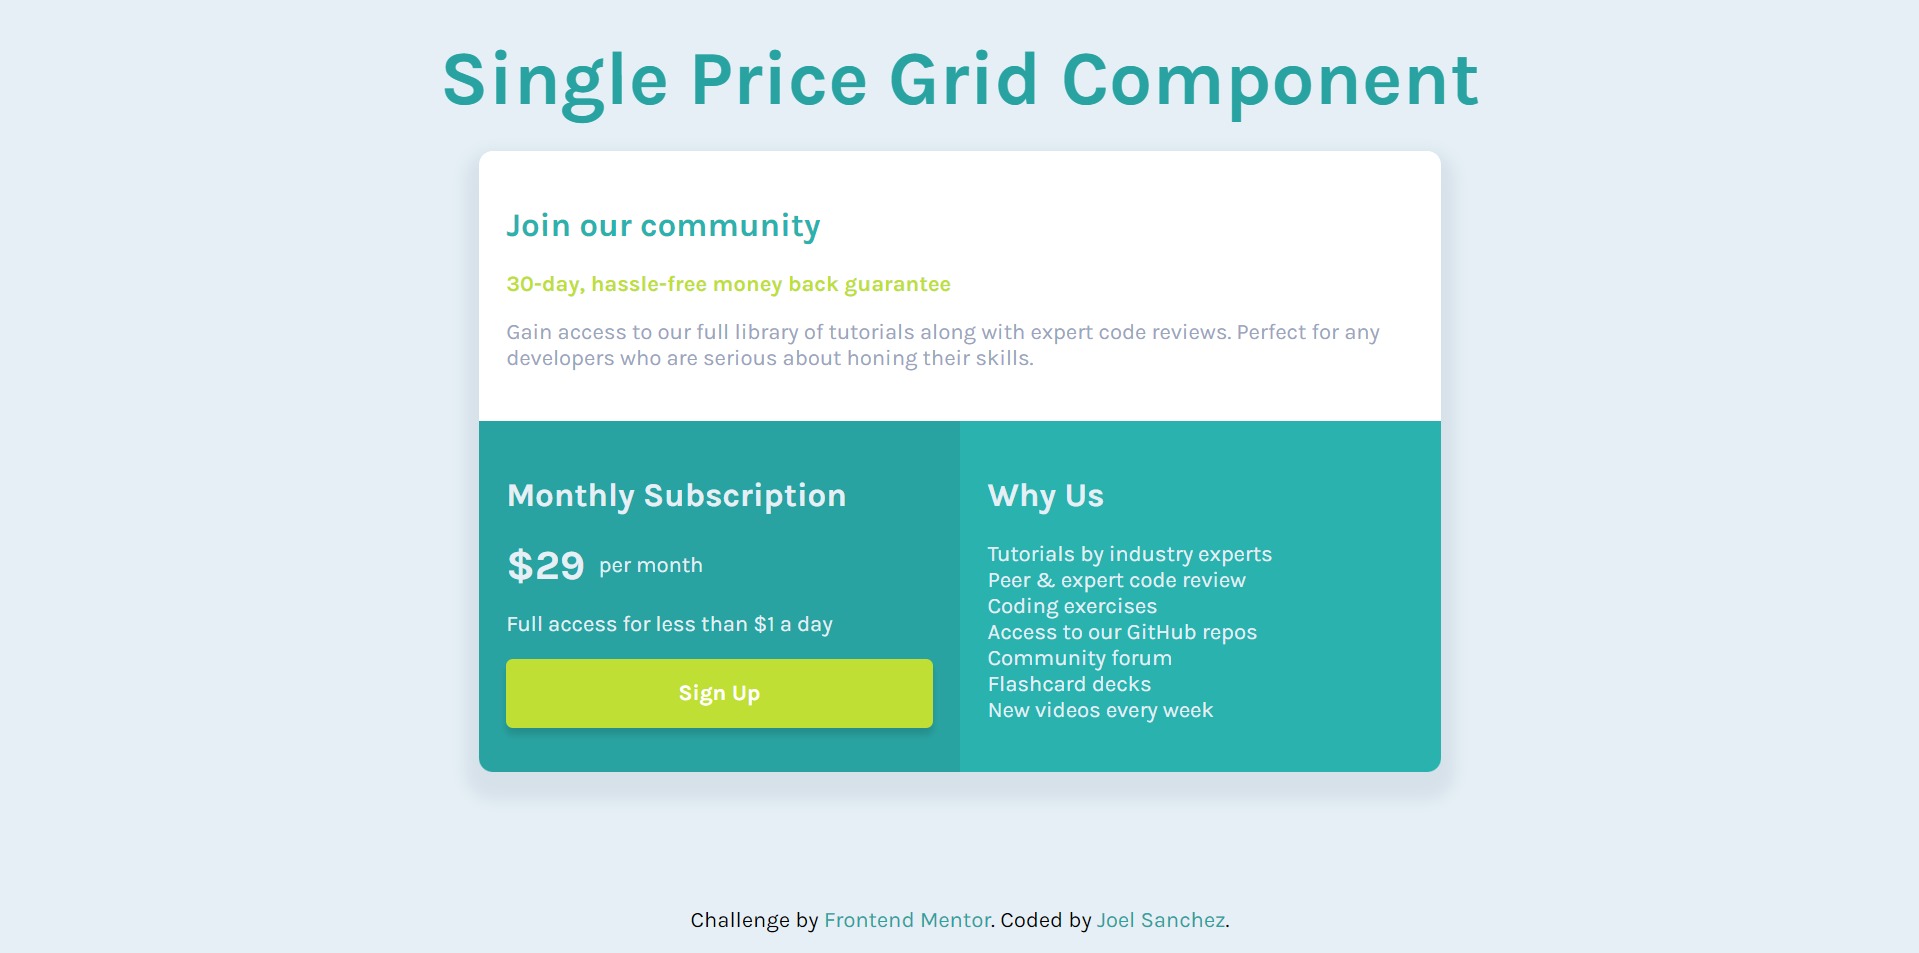 Single Price Grid Component
Join our community
30-day, hassle-free money back guarantee
Gain access to our full library of tutorials along with expert code reviews. Perfect for any
developers who are serious about honing their skills.
Monthly Subscription
$29 per month
Full access for less than $1 a day
Sign Up
Why Us
Tutorials by industry experts
Peer & expert code review
Coding exercises
Access to our GitHub repos
Community forum
Flashcard decks
New videos every week
Challenge by Frontend Mentor. Coded by Joel Sanchez.